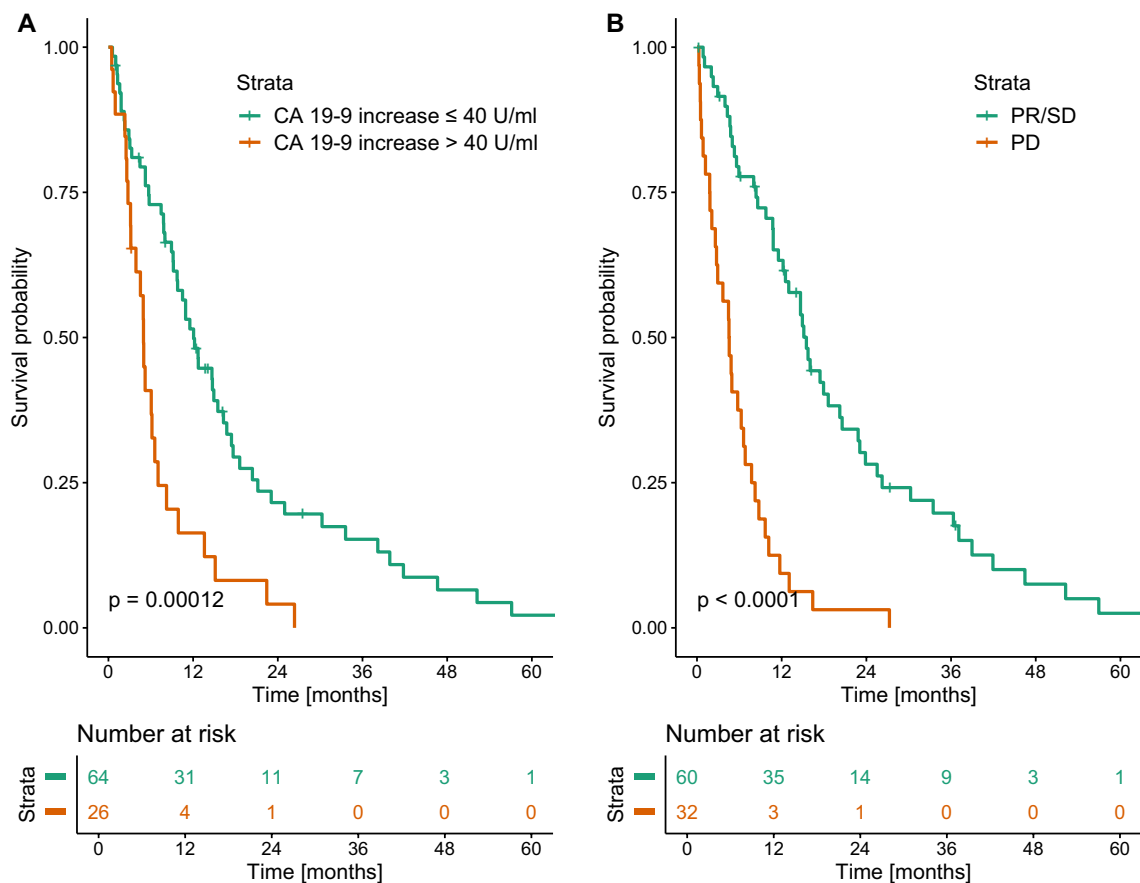 A
Strata
CA 19-9 increase ≤ 40 U/ml
CA 19-9 increase > 40 U/ml
Survival probability
1.00
0.75
0.50
0.25
0.00
p = 0.00012
0 12 24 36 48 60
Time [months]
Number at risk
Strata
64 31 11 7 3 1
26 4 1 0 0 0
0 12 24 36 48 60
Time [months]
B
Strata
PR/SD
PD
Survival probability
1.00
0.75
0.50
0.25
0.00
p < 0.0001
0 12 24 36 48 60
Time [months]
Number at risk
Strata
60 35 14 9 3 1
32 3 1 0 0 0
0 12 24 36 48 60
Time [months]